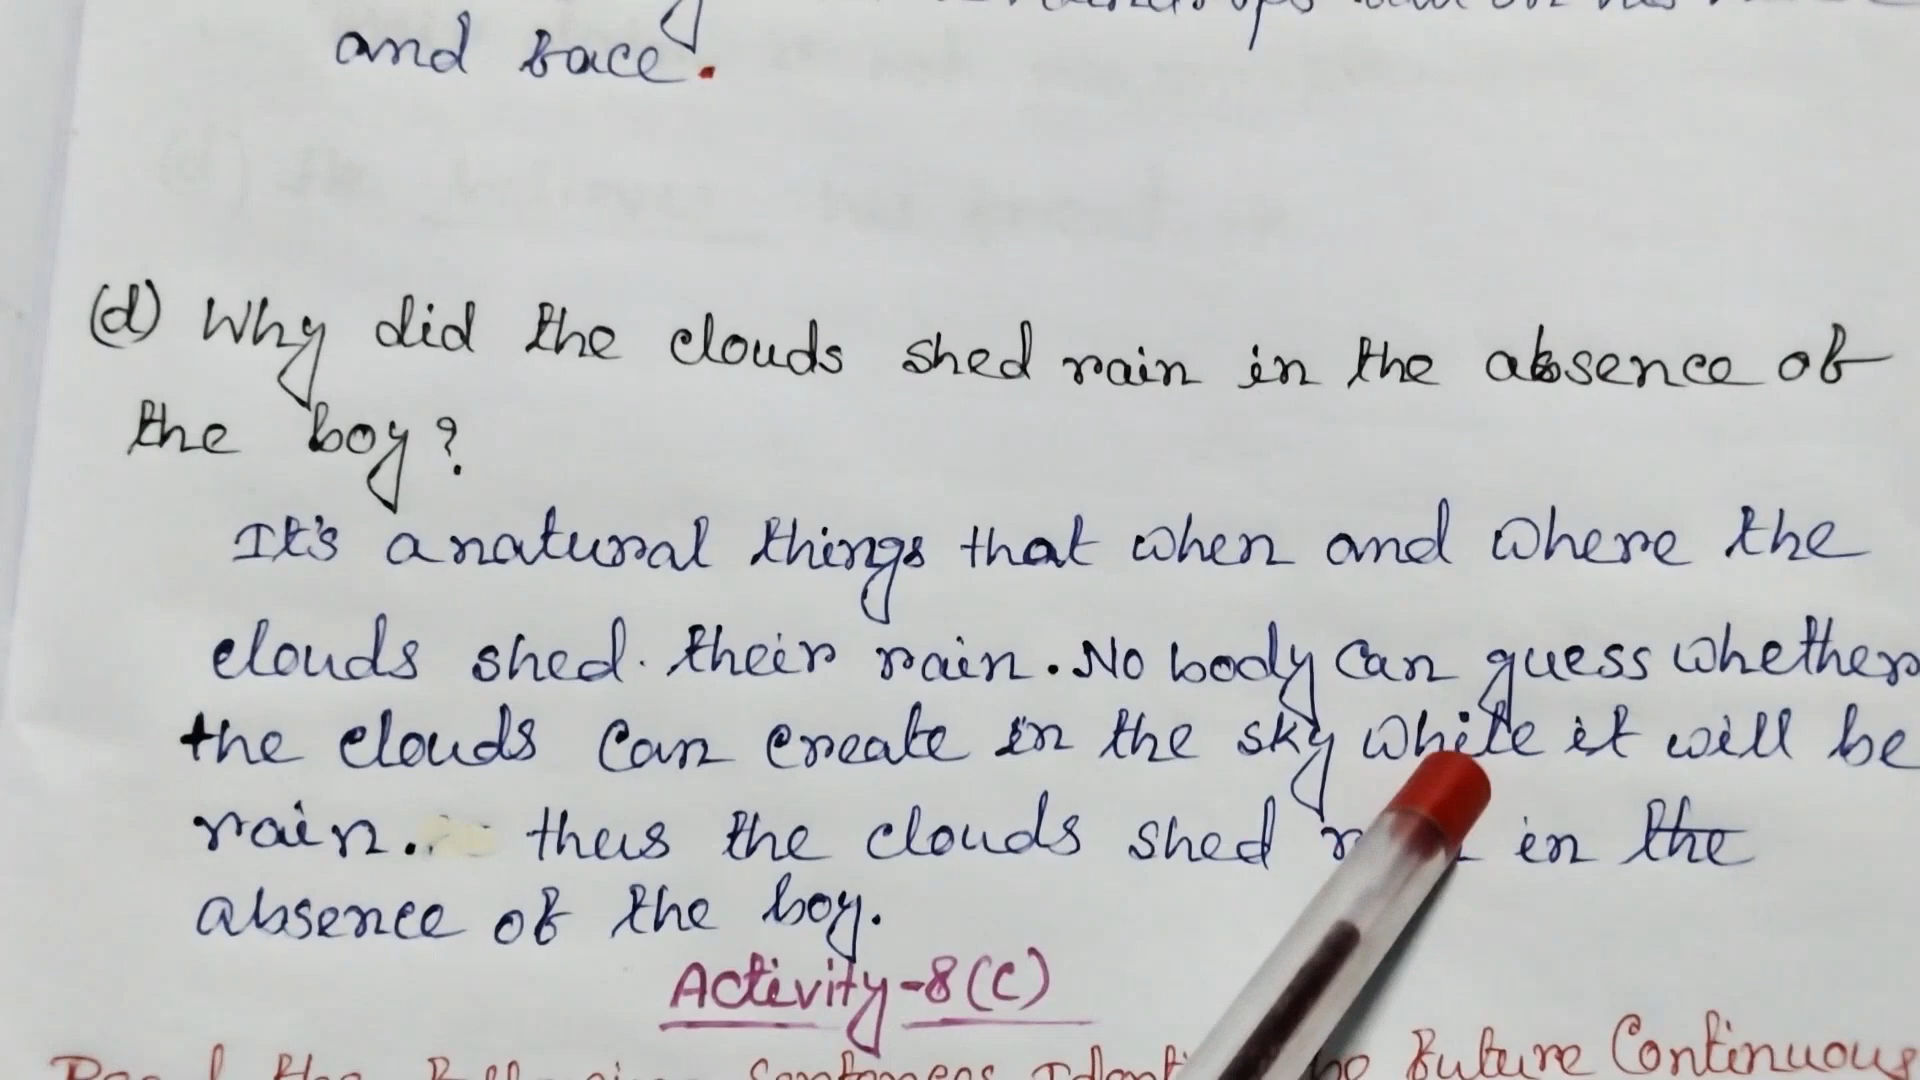 and face.
(d) Why did the clouds shed rain in the absence of
the boy?
It's a natural things that when and where the
clouds shed. their rain. No body can guess whether
the clouds can create in the sky while it will be
rain. thus the clouds shed in the
absence of the boy.
Activity-8(C)
the Future Continuous